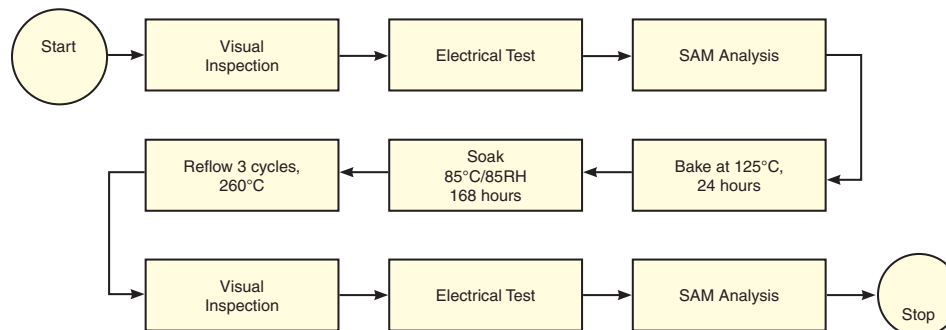 Start
Visual
Inspection
Electrical Test
SAM Analysis
Bake at 125°C,
24 hours
Soak
85°C/85RH
168 hours
Reflow 3 cycles,
260°C
Visual
Inspection
Electrical Test
SAM Analysis
Stop